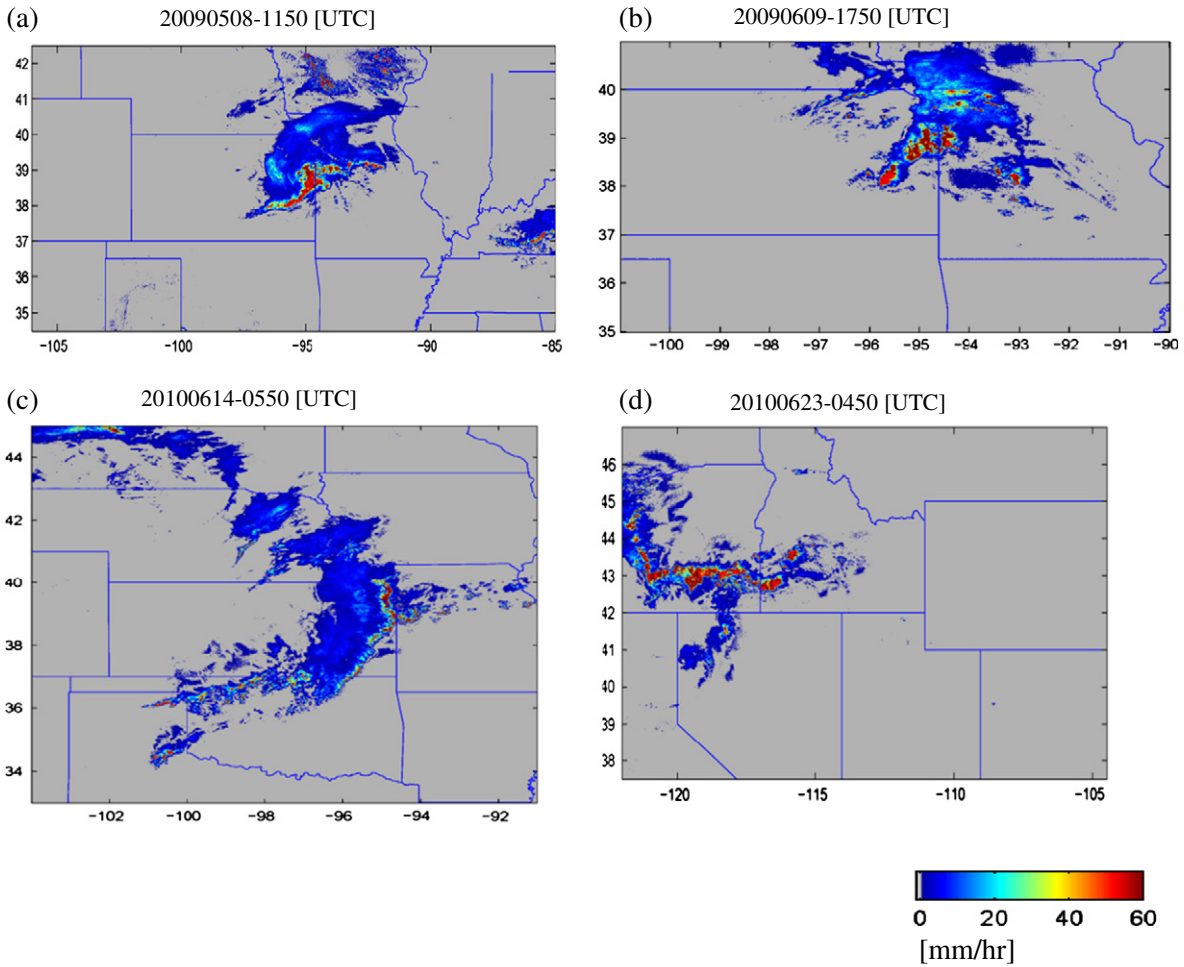 (a) 20090508-1150 [UTC]
42
41
40
39
38
37
36
35
-105 -100 -95 -90 -85
(b) 20090609-1750 [UTC]
40
39
38
37
36
35
-100 -99 -98 -97 -96 -95 -94 -93 -92 -91 -90
(c) 20100614-0550 [UTC]
44
42
40
38
36
34
-102 -100 -98 -96 -94 -92
(d) 20100623-0450 [UTC]
46
45
44
43
42
41
40
39
38
-120 -115 -110 -105
0 20 40 60
[mm/hr]